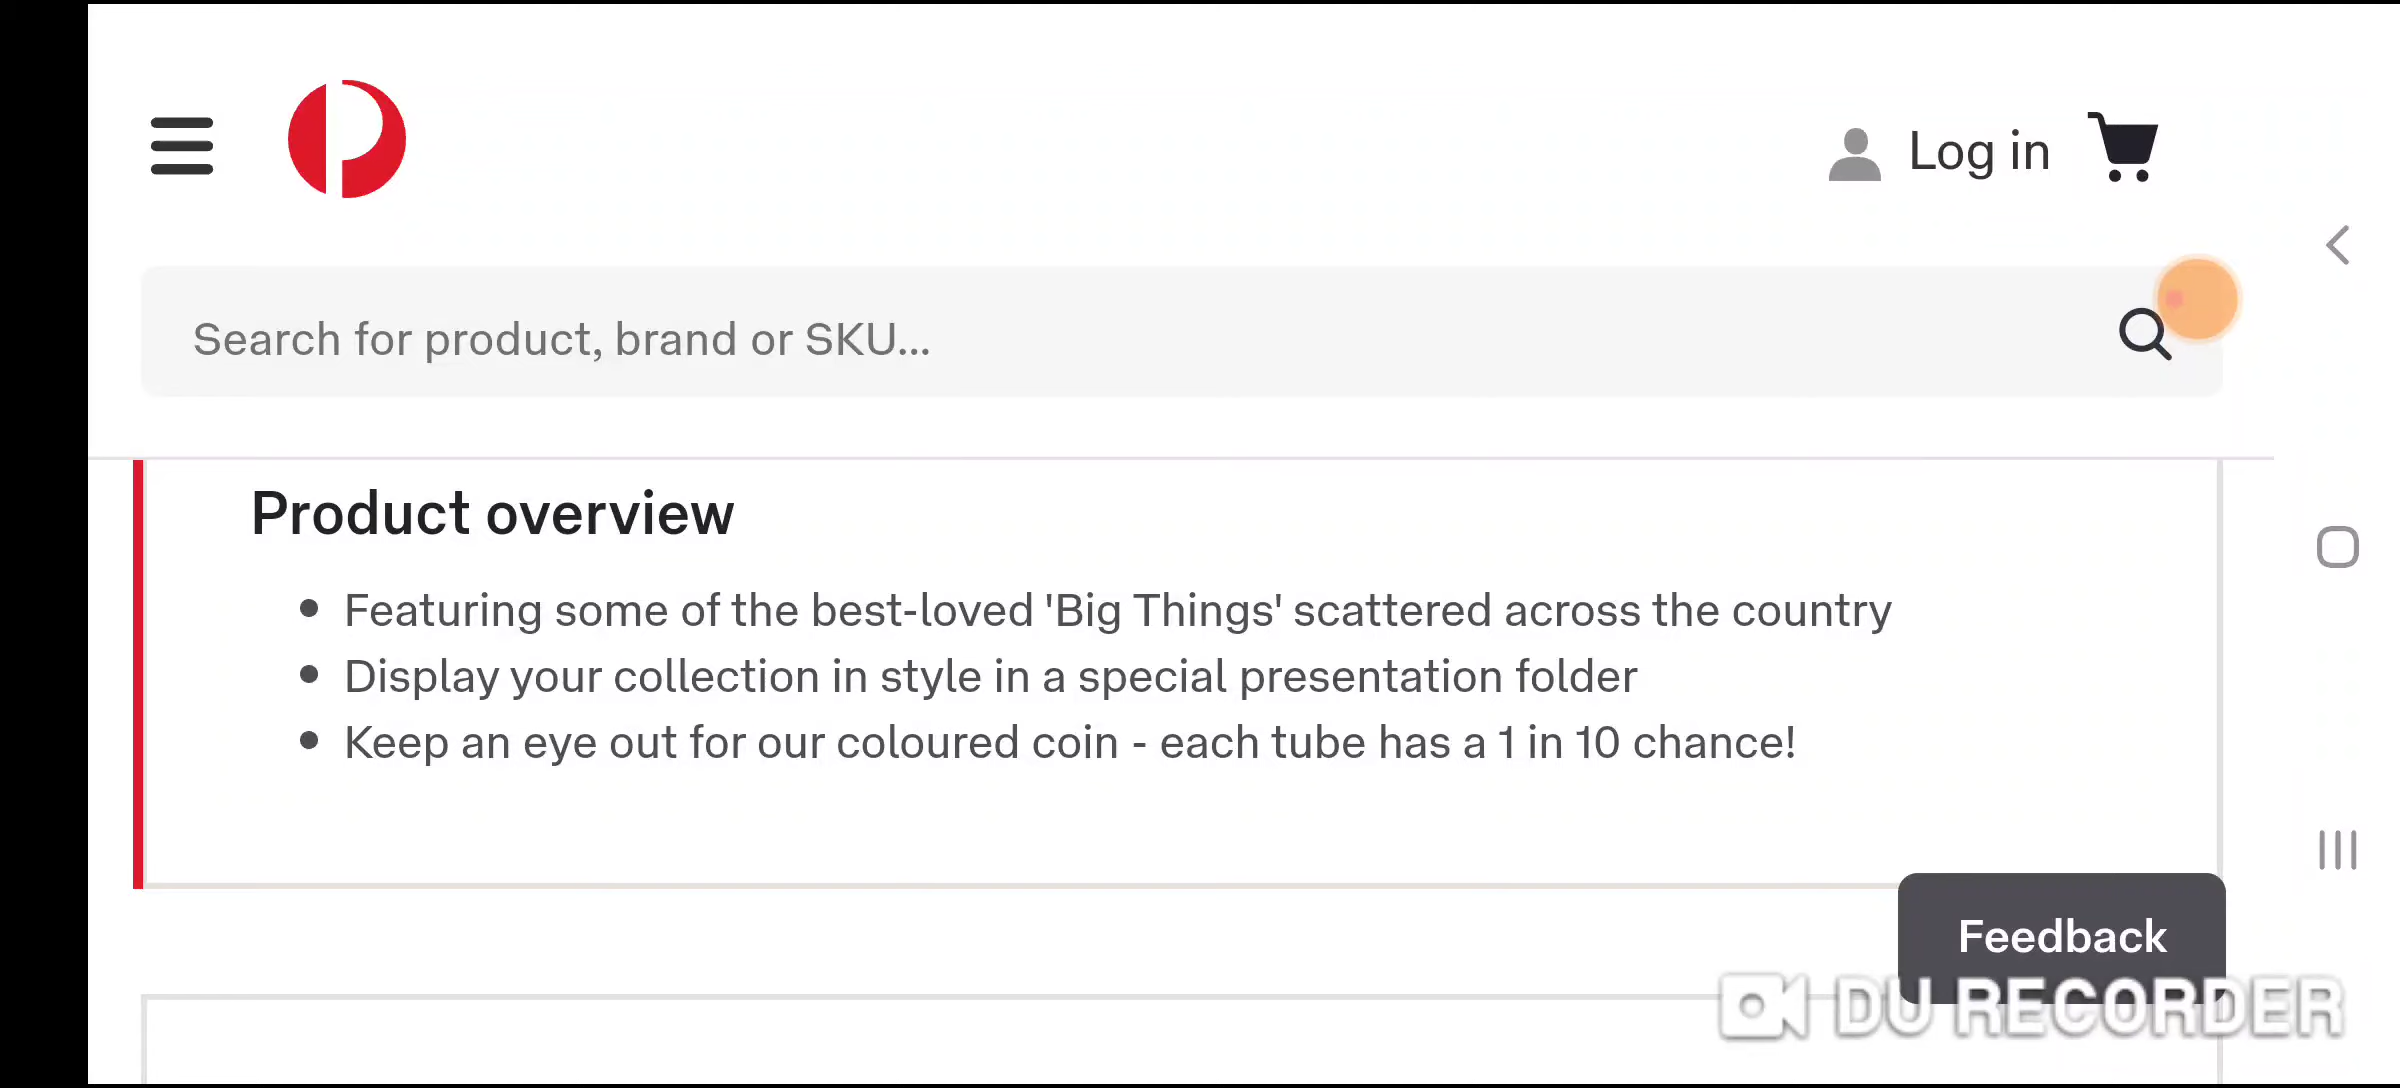 Log in
Search for product, brand or SKU...
Product overview
• Featuring some of the best-loved 'Big Things' scattered across the country
• Display your collection in style in a special presentation folder
• Keep an eye out for our coloured coin - each tube has a 1 in 10 chance!
Feedback
DU RECORDER